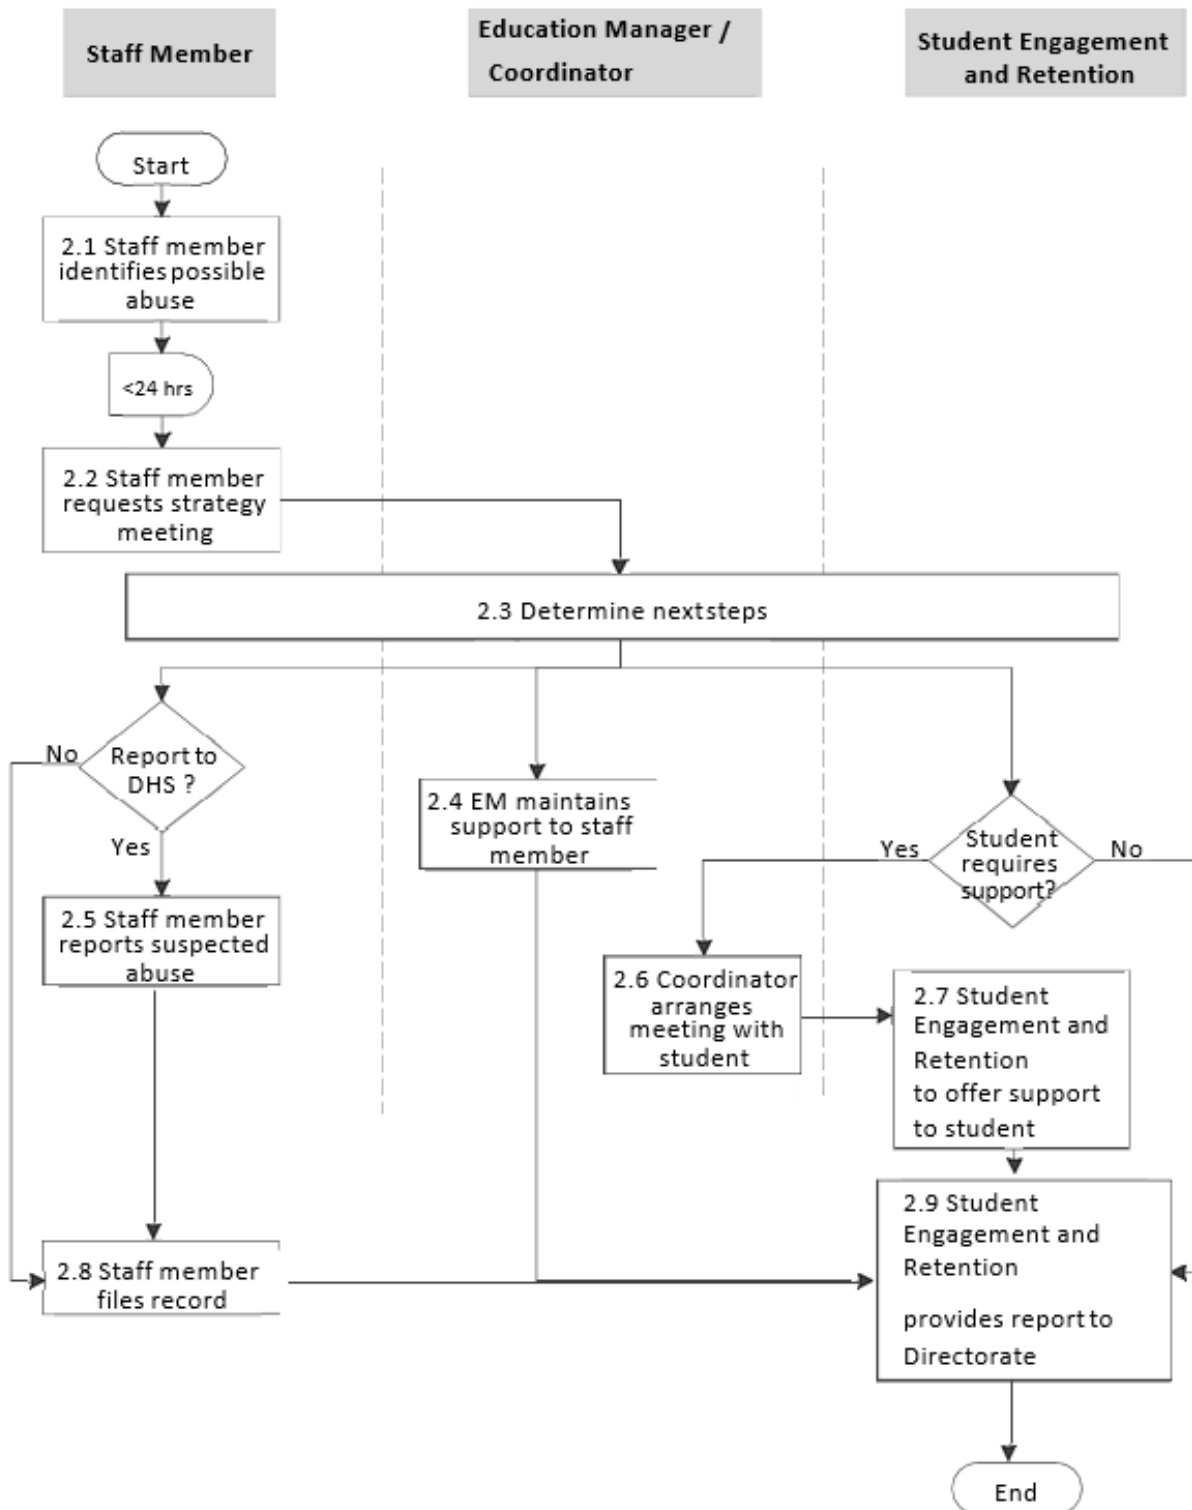 Staff Member
Education Manager /
Coordinator
Student Engagement
and Retention
Start
2.1 Staff member
identifies possible
abuse
<24 hrs
2.2 Staff member
requests strategy
meeting
2.3 Determine nextsteps
No
Report to
DHS ?
Yes
2.4 EM maintains
support to staff
member
Yes
Student
requires
support?
No
2.5 Staff member
reports suspected
abuse
2.6 Coordinator
arranges
meeting with
student
2.7 Student
Engagement and
Retention
to offer support
to student
2.8 Staff member
files record
2.9 Student
Engagement and
Retention
provides report to
Directorate
End